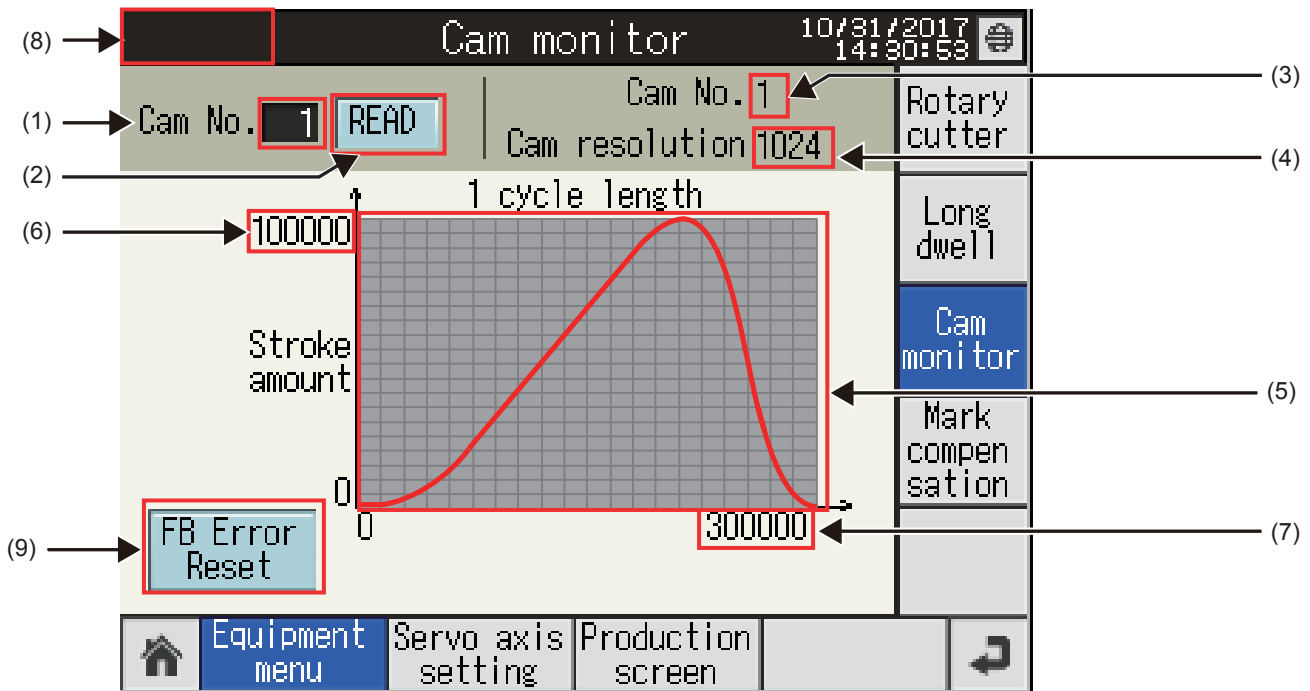 (8)
Cam monitor
10/31/2017
14:30:53
(1)
Cam No. 1
READ
(2)
Cam No. 1
(3)
Cam resolution 1024
(4)
Rotary
cutter
Long
dwell
Cam
monitor
Mark
compen
sation
1 cycle length
(6)
100000
Stroke
amount
(5)
0
0
300000
(7)
(9)
FB Error
Reset
Equipment
menu
Servo axis
setting
Production
screen